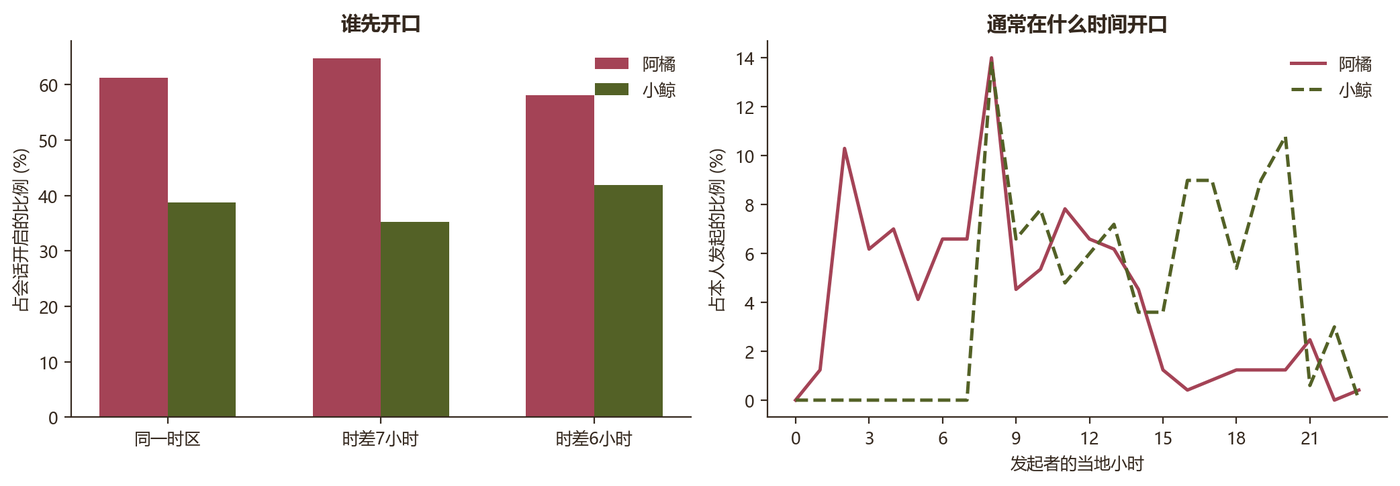 谁先开口
占会话开启的比例 (%)
60
50
40
30
20
10
0
阿橘
小鲸
同一时区
时差7小时
时差6小时
通常在什么时间开口
占本人发起的比例 (%)
14
12
10
8
6
4
2
0
阿橘
小鲸
0 3 6 9 12 15 18 21
发起者的当地小时